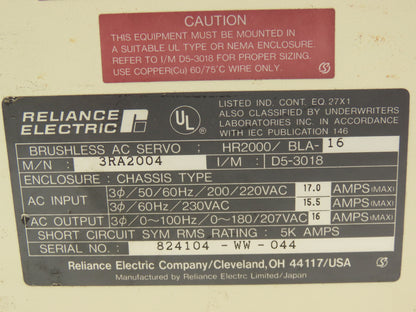 CAUTION
THIS EQUIPMENT MUST BE MOUNTED IN
A SUITABLE UL TYPE OR NEMA ENCLOSURE.
REFER TO I/M D5-3018 FOR PROPER SIZING.
USE COPPER(Cu) 60/75°C WIRE ONLY.
RELIANCE
ELECTRIC
UL
LISTED IND. CONT. EQ. 27X1
ALSO CLASSIFIED BY UNDERWRITERS
LABORATORIES INC. IN ACCORDANCE
WITH IEC PUBLICATION 146
BRUSHLESS AC SERVO : HR2000/ BLA-16
M/N : 3RA2004 I/M : D5-3018
ENCLOSURE : CHASSIS TYPE
AC INPUT 3φ/50/60Hz/200/220VAC 17.0 AMPS(MAX)
3φ/60Hz/230VAC 15.5 AMPS(MAX)
AC OUTPUT 3φ/0~100Hz/0~180/207VAC 16 AMPS(MAX)
SHORT CIRCUIT SYM RMS RATING : 5K AMPS
SERIAL NO. : 824104-WW-044
Reliance Electric Company/Cleveland,OH 44117/USA
Manufactured by Reliance Electric Limited/Japan